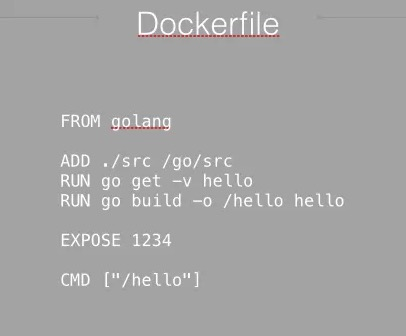 Dockerfile
FROM golang
ADD ./src /go/src
RUN go get -v hello
RUN go build -o /hello hello
EXPOSE 1234
CMD ["/hello"]